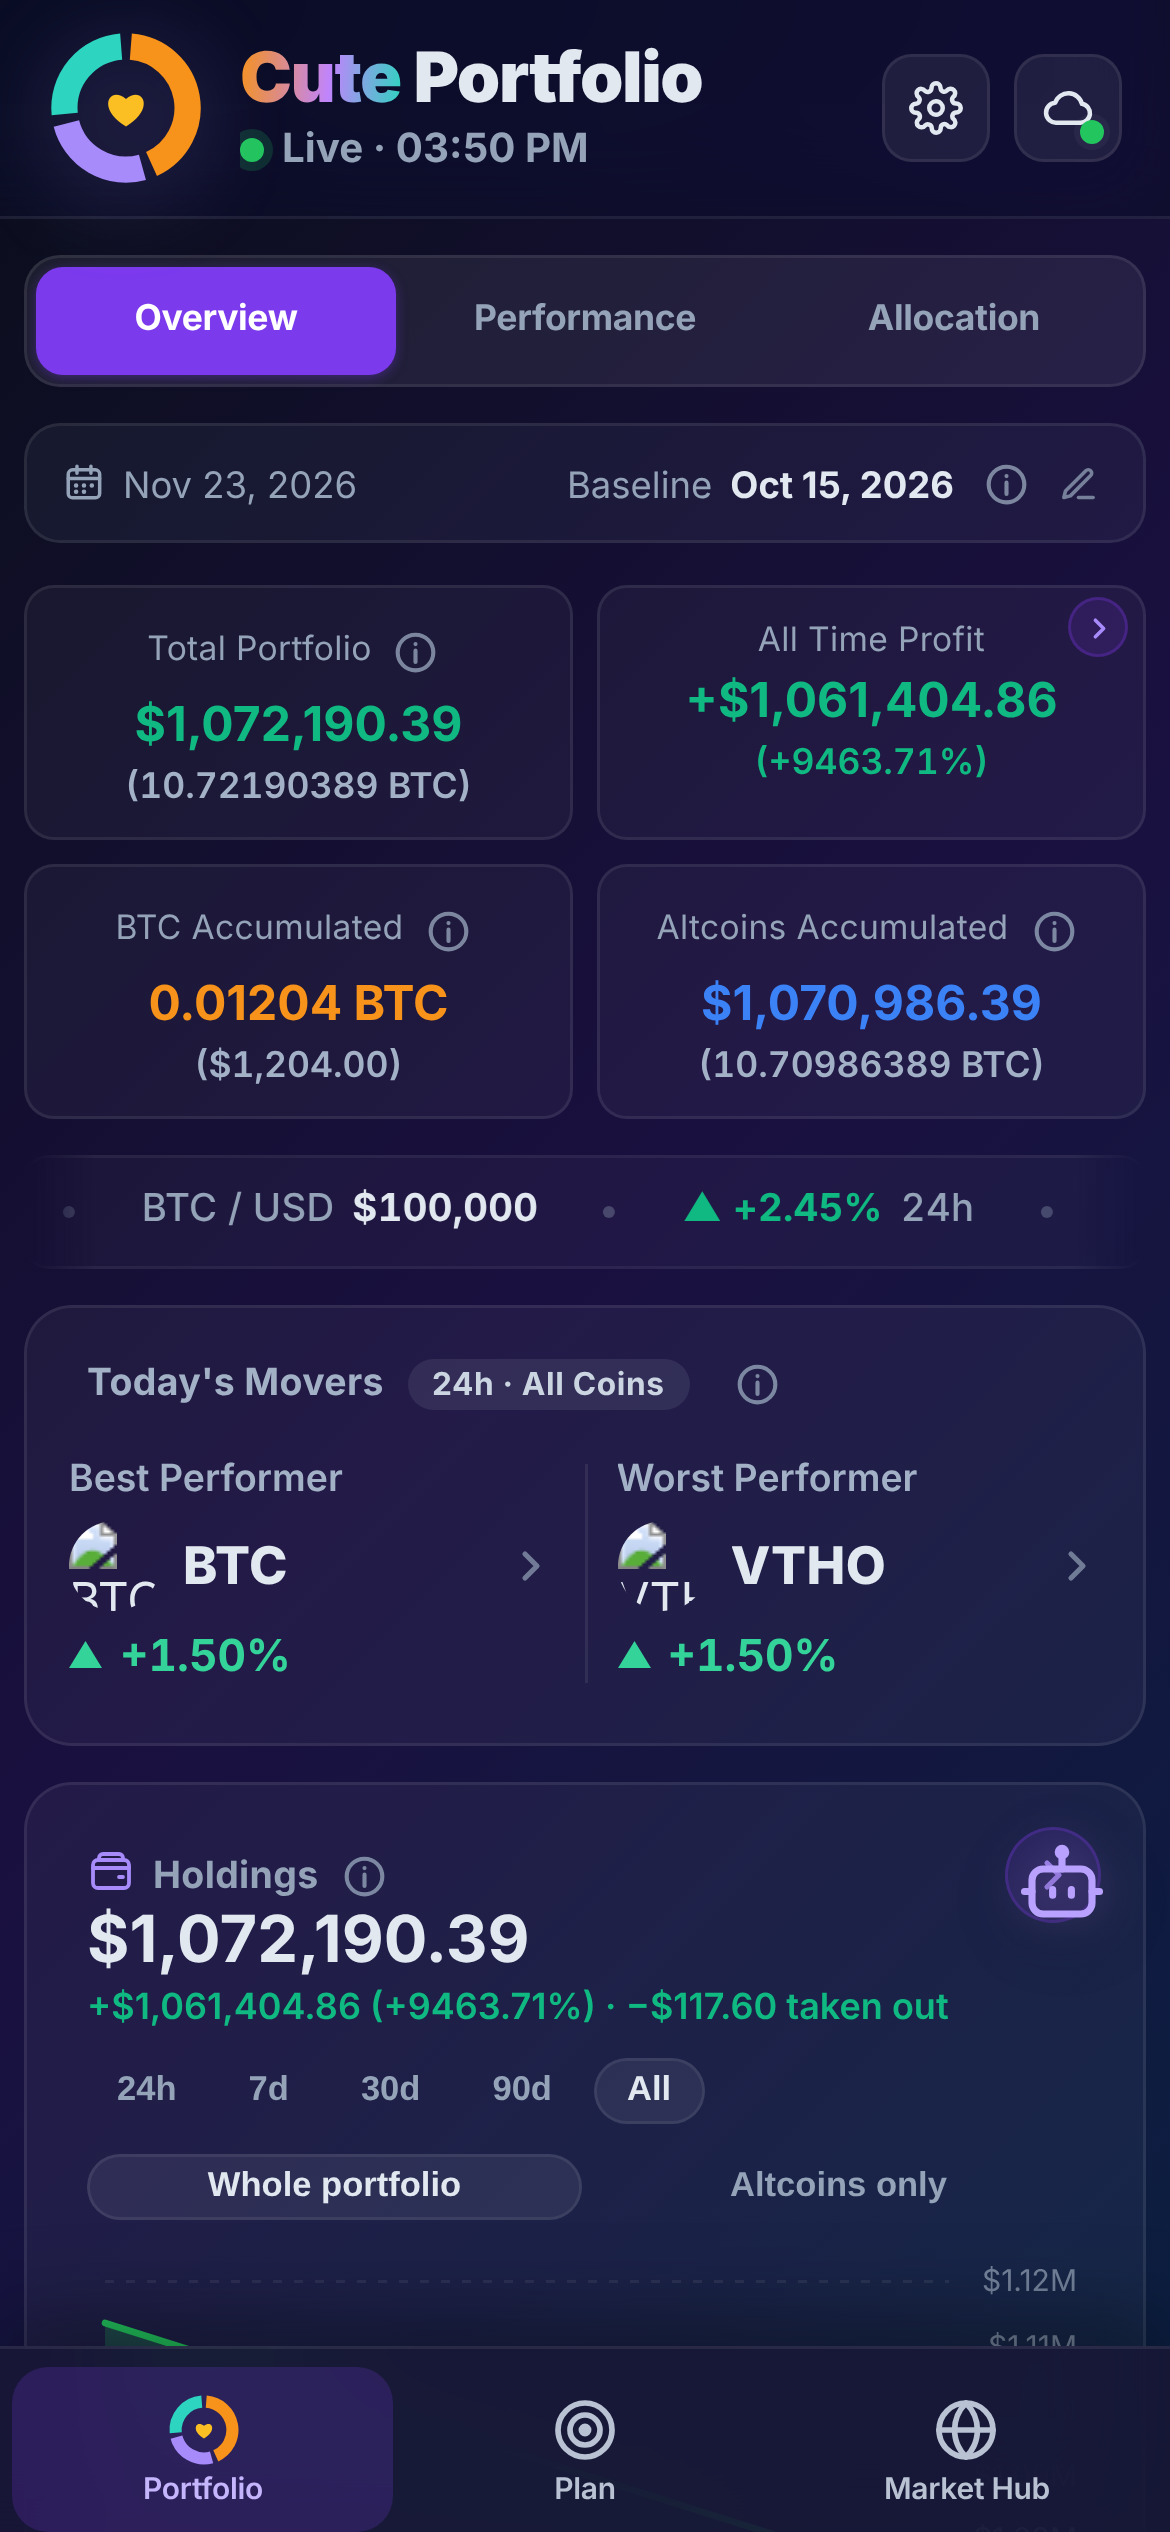 Cute Portfolio
Live · 03:50 PM
Overview
Performance
Allocation
Nov 23, 2026
Baseline Oct 15, 2026
Total Portfolio
$1,072,190.39
(10.72190389 BTC)
All Time Profit
+$1,061,404.86
(+9463.71%)
BTC Accumulated
0.01204 BTC
($1,204.00)
Altcoins Accumulated
$1,070,986.39
(10.70986389 BTC)
BTC / USD $100,000
▲ +2.45% 24h
Today's Movers
24h · All Coins
Best Performer
BTC
BTC
▲ +1.50%
Worst Performer
VTHO
▲ +1.50%
Holdings
$1,072,190.39
+$1,061,404.86 (+9463.71%) · −$117.60 taken out
24h
7d
30d
90d
All
Whole portfolio
Altcoins only
$1.12M
$1.11M
Portfolio
Plan
Market Hub